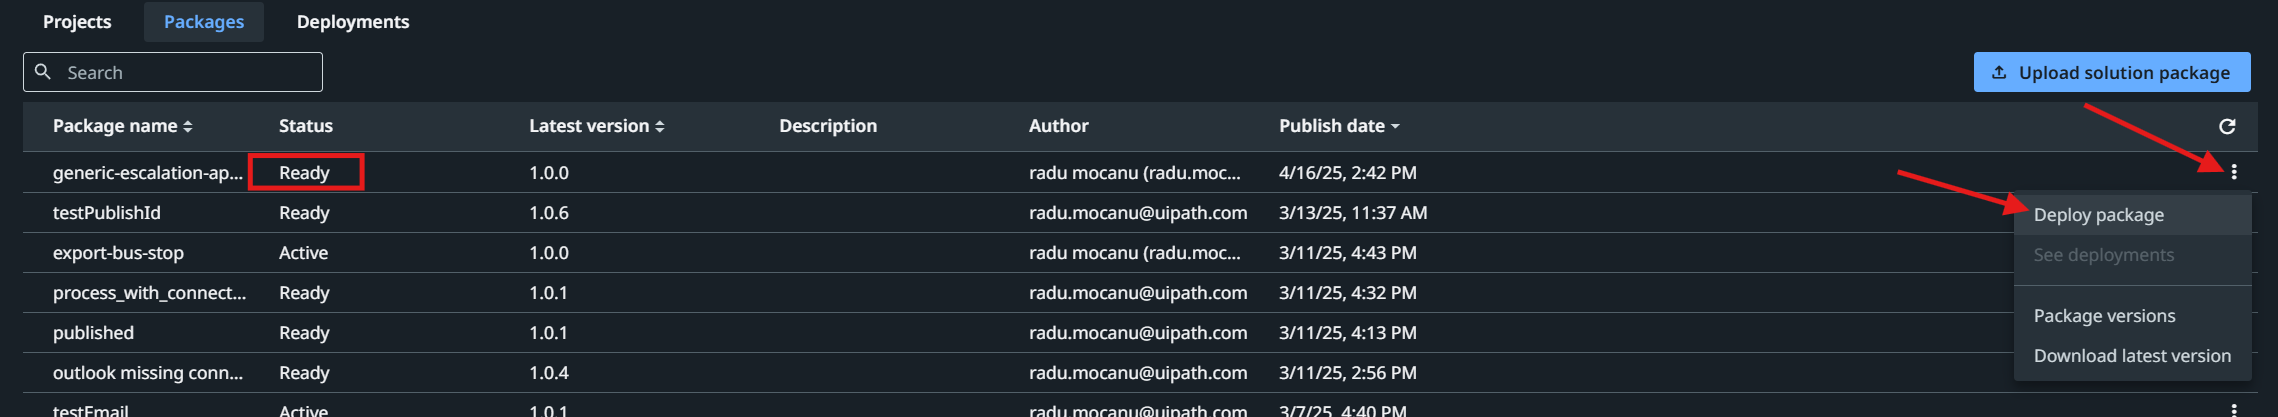 Projects Packages Deployments
Search
Upload solution package
Package name Status Latest version Description Author Publish date
generic-escalation-ap... Ready 1.0.0 radu mocanu (radu.moc... 4/16/25, 2:42 PM
testPublishId Ready 1.0.6 radu.mocanu@uipath.com 3/13/25, 11:37 AM
Deploy package
export-bus-stop Active 1.0.0 radu mocanu (radu.moc... 3/11/25, 4:43 PM
See deployments
process_with_connect... Ready 1.0.1 radu.mocanu@uipath.com 3/11/25, 4:32 PM
Package versions
published Ready 1.0.1 radu.mocanu@uipath.com 3/11/25, 4:13 PM
Download latest version
outlook missing conn... Ready 1.0.4 radu.mocanu@uipath.com 3/11/25, 2:56 PM
testEmail Active 1.0.1 radu.mocanu@uipath.com 3/7/25, 4:40 PM